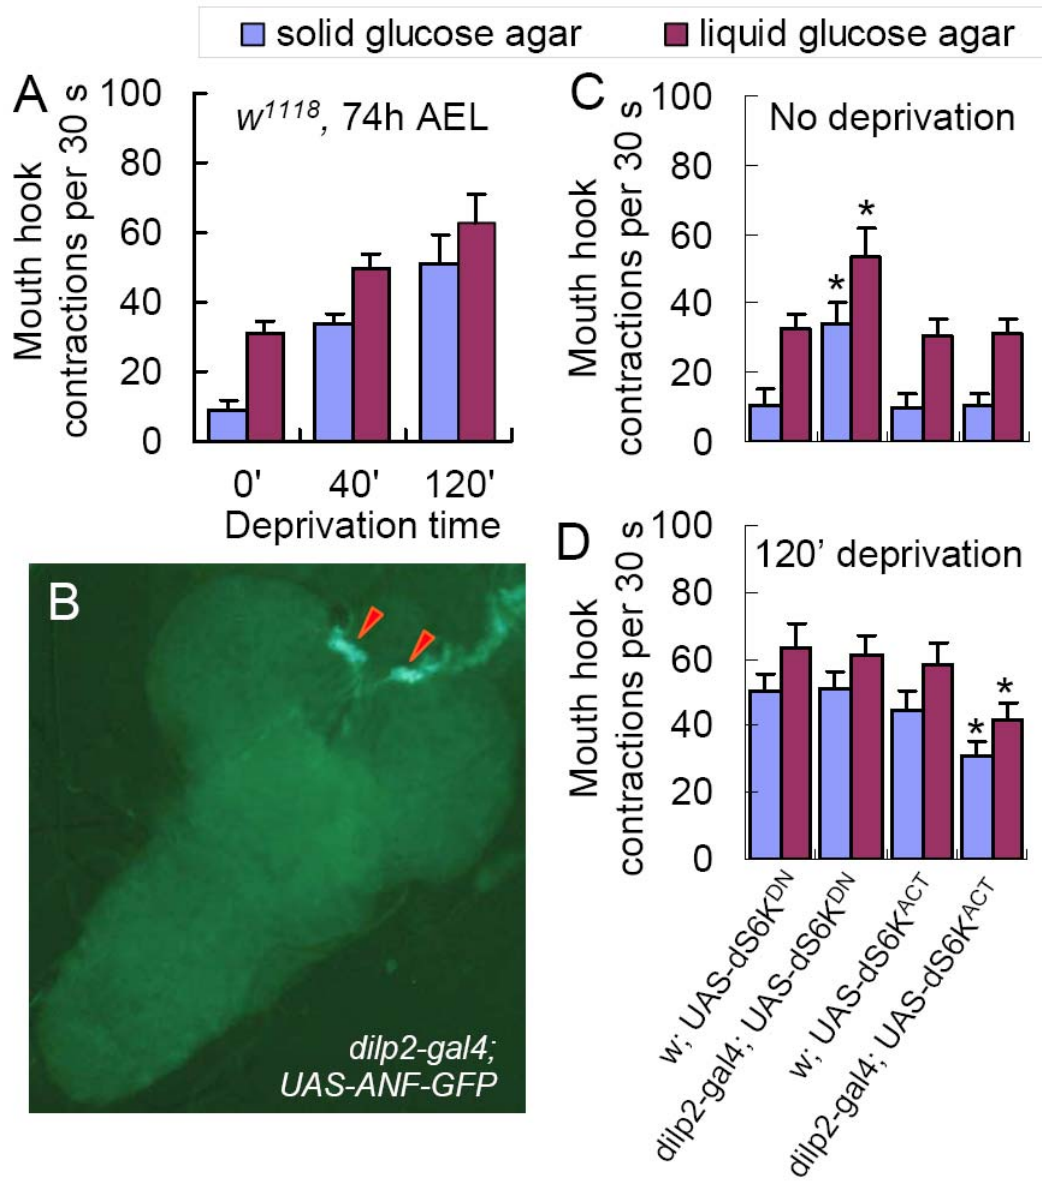 solid glucose agar
liquid glucose agar
A
w1118, 74h AEL
Mouth hook
contractions per 30 s
100
80
60
40
20
0
0' 40' 120'
Deprivation time
B
dilp2-gal4;
UAS-ANF-GFP
C
No deprivation
Mouth hook
contractions per 30 s
100
80
60
40
20
0
* *
D
120’ deprivation
Mouth hook
contractions per 30 s
100
80
60
40
20
0
* *
w; UAS-dS6KDN
dilp2-gal4; UAS-dS6KDN
w; UAS-dS6KACT
dilp2-gal4; UAS-dS6KACT